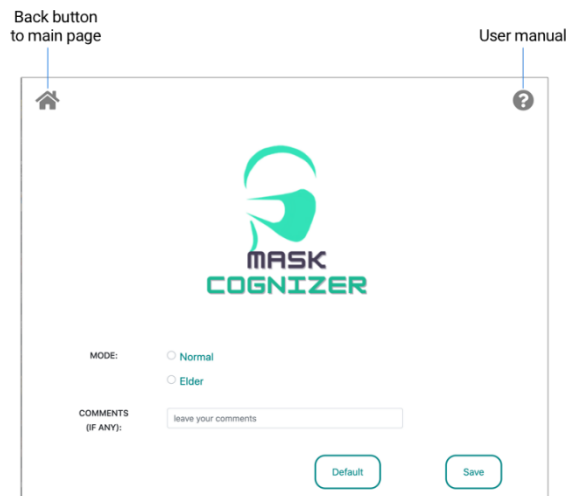 Back button
to main page
User manual
MASK
COGNIZER
MODE:
Normal
Elder
COMMENTS
(IF ANY):
leave your comments
Default
Save